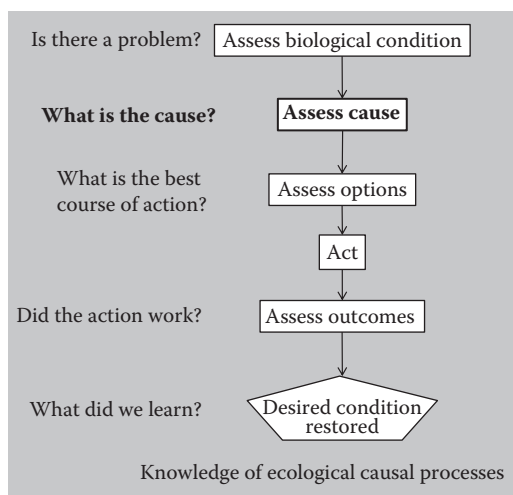 Is there a problem? Assess biological condition
What is the cause? Assess cause
What is the best
course of action?
Assess options
Act
Did the action work? Assess outcomes
What did we learn?
Desired condition
restored
Knowledge of ecological causal processes